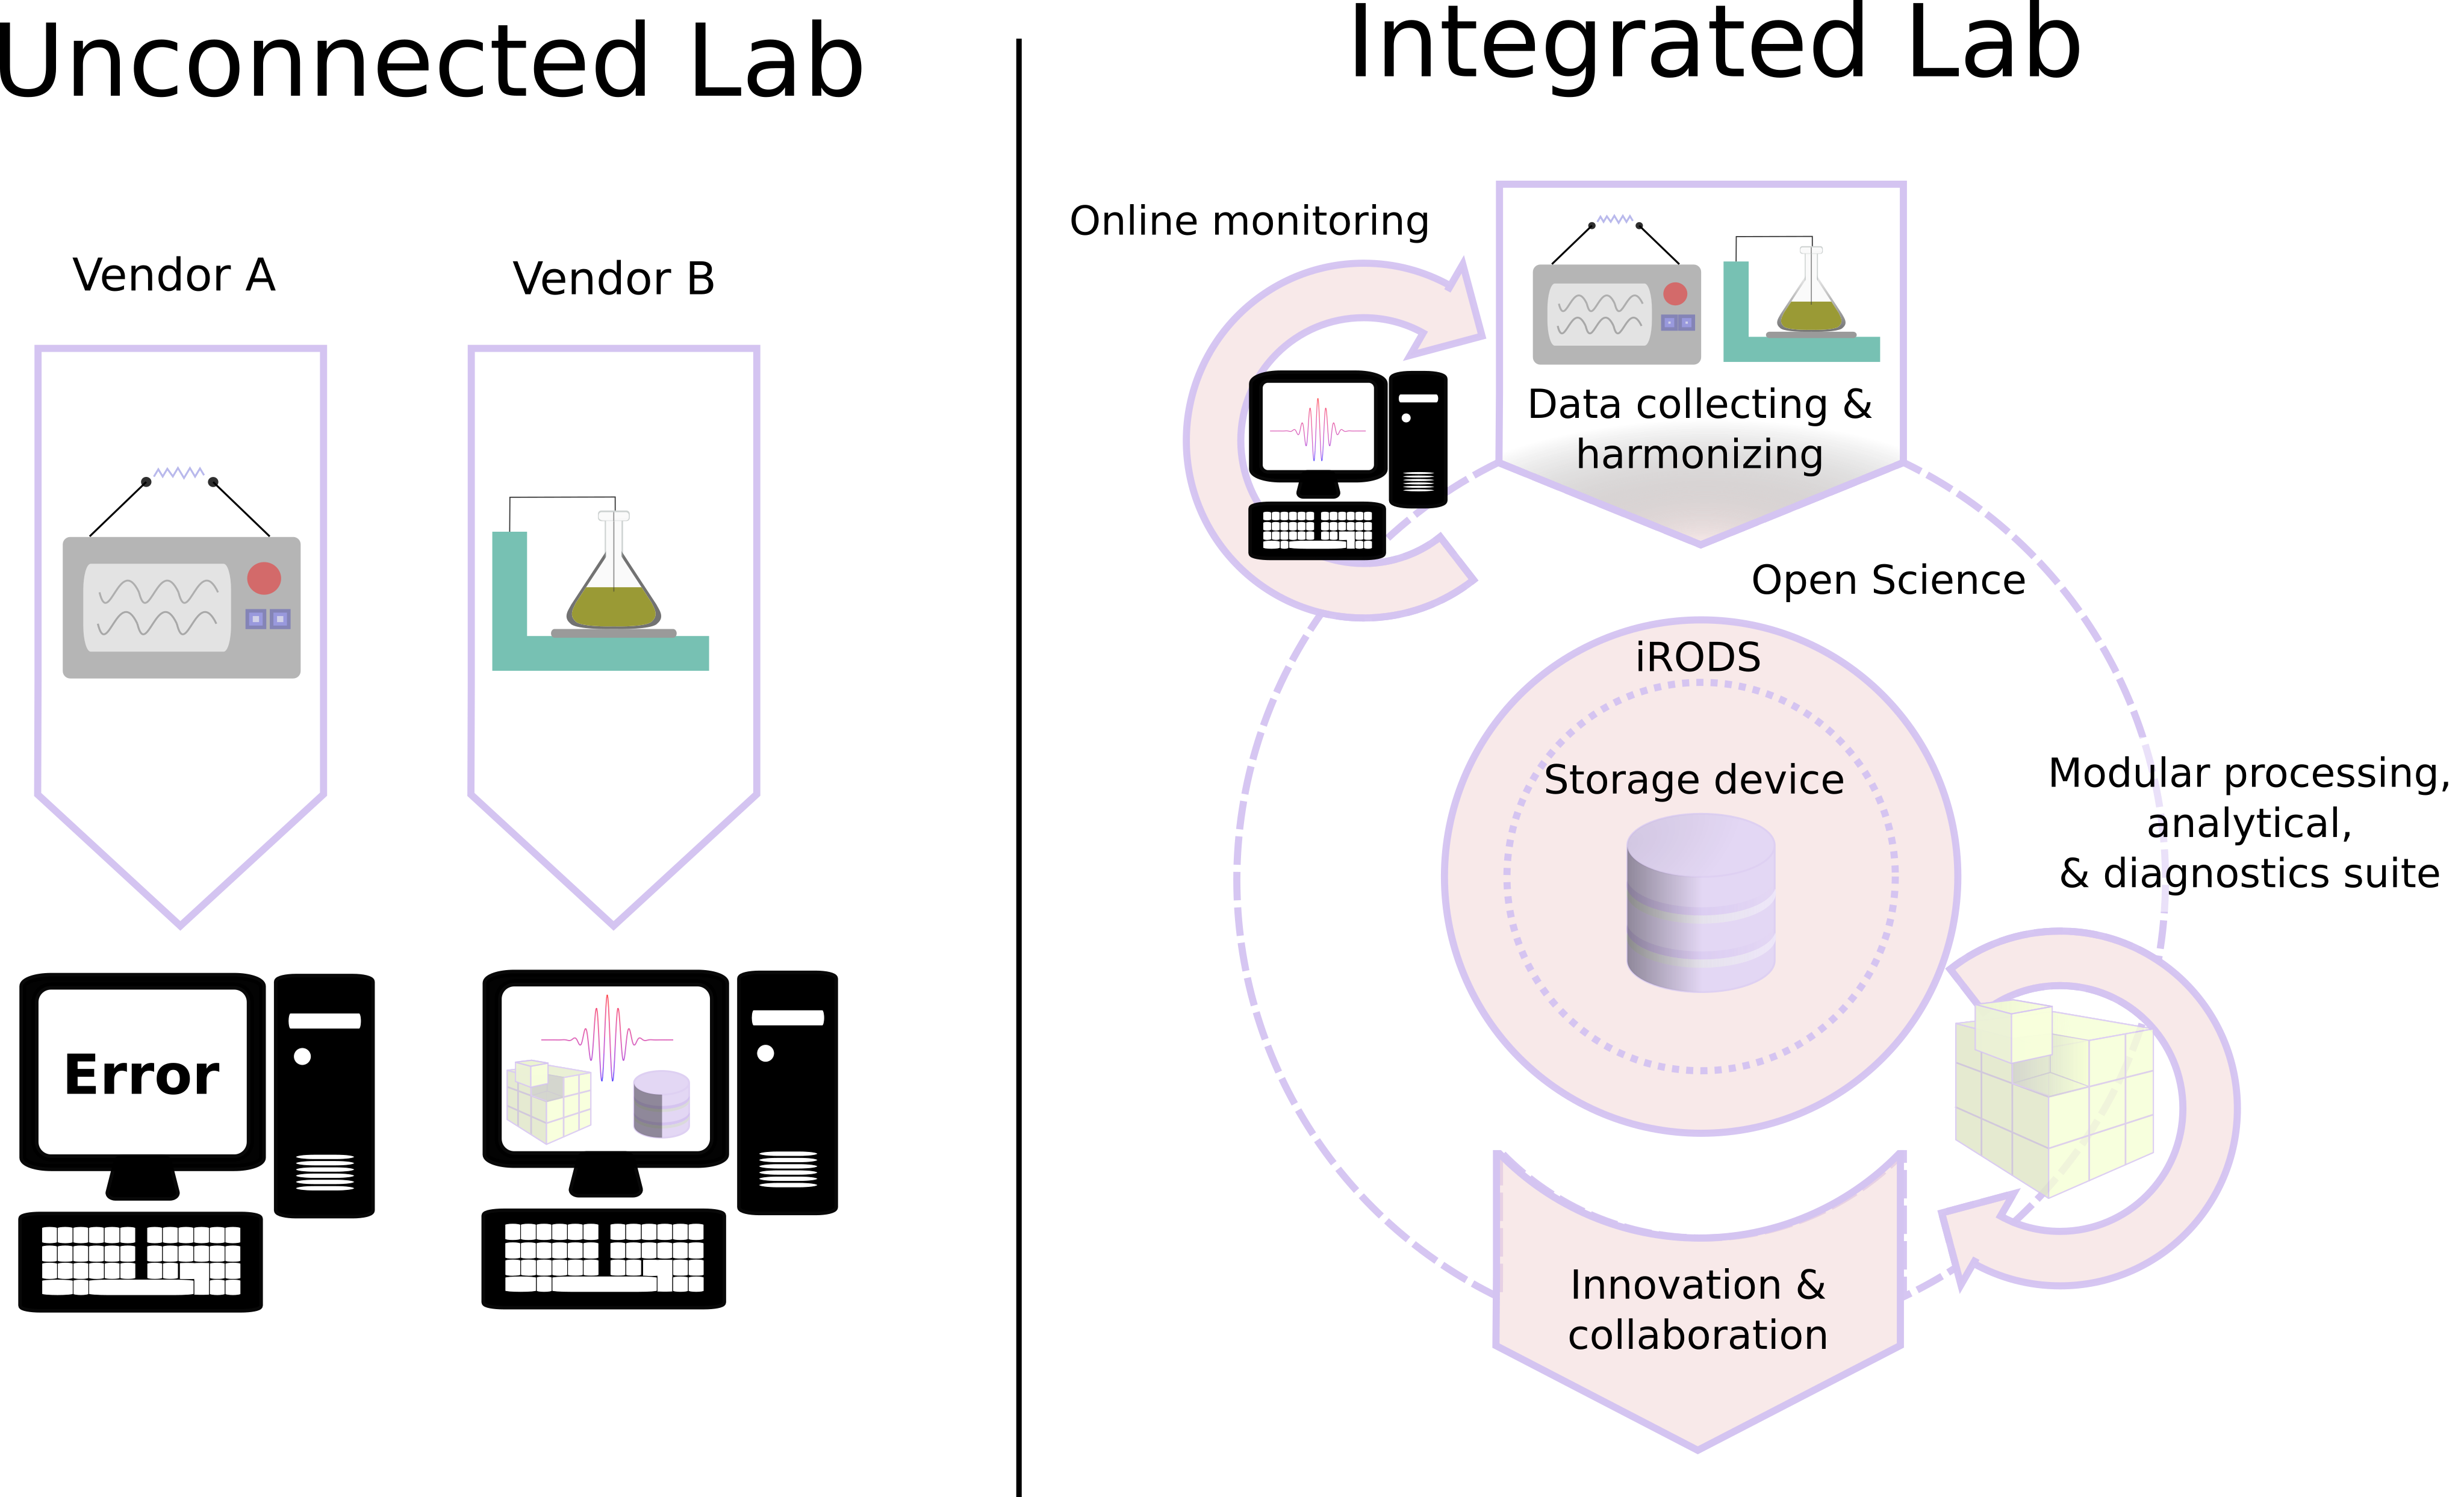 Unconnected Lab
Vendor A
Vendor B
Error
Integrated Lab
Online monitoring
Data collecting &
harmonizing
Open Science
iRODS
Storage device
Modular processing,
analytical,
& diagnostics suite
Innovation &
collaboration